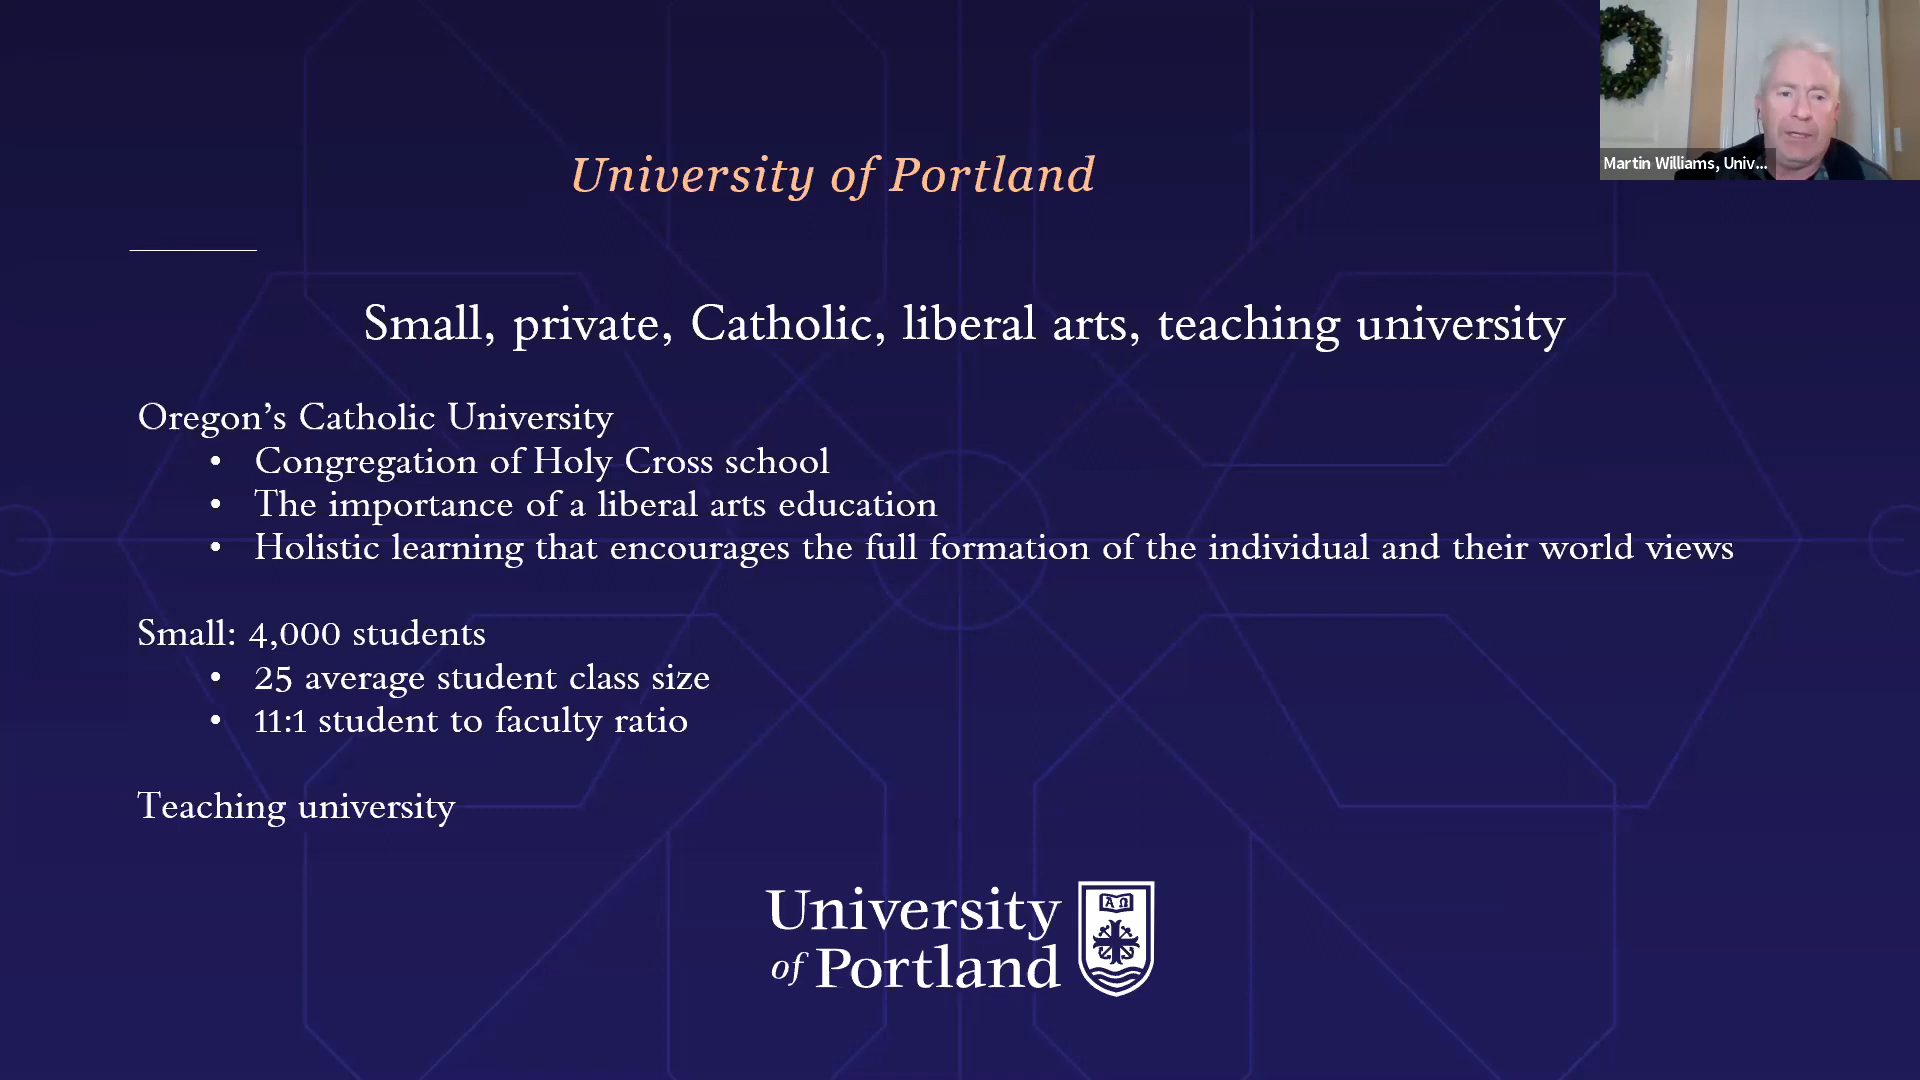 Martin Williams, Univ...
University of Portland
Small, private, Catholic, liberal arts, teaching university
Oregon’s Catholic University
• Congregation of Holy Cross school
• The importance of a liberal arts education
• Holistic learning that encourages the full formation of the individual and their world views
Small: 4,000 students
• 25 average student class size
• 11:1 student to faculty ratio
Teaching university
University
of Portland
Α Ω